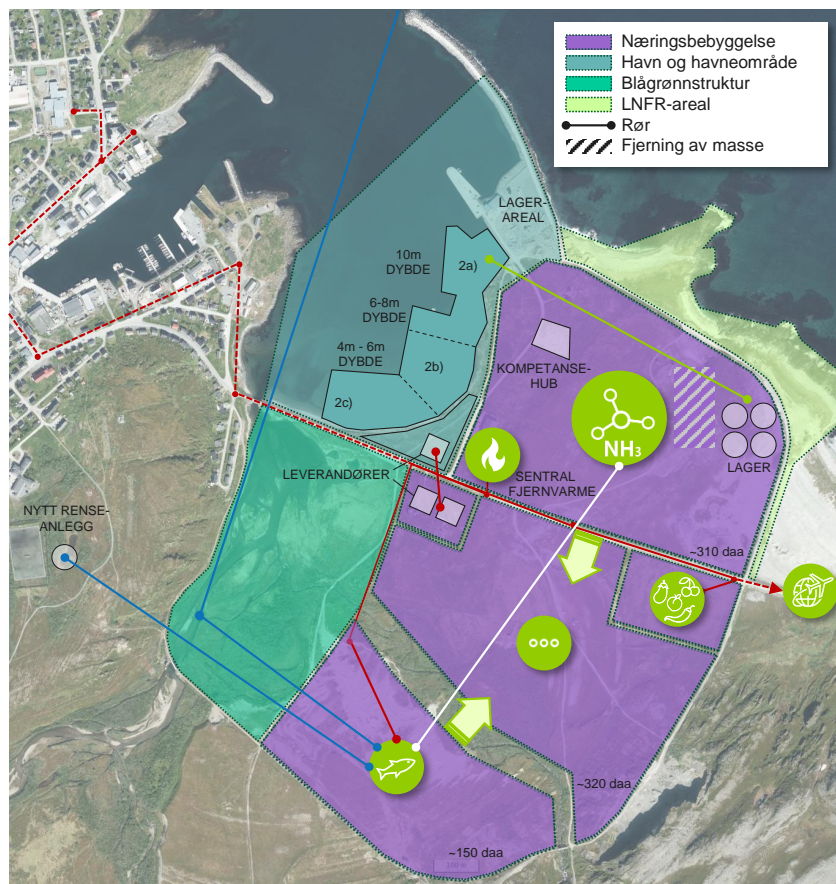 Næringsbebyggelse
Havn og havneområde
Blågrønnstruktur
LNFR-areal
Rør
Fjerning av masse
LAGER-
AREAL
10m
DYBDE
2a)
6-8m
DYBDE
4m - 6m
DYBDE
2b)
2c)
KOMPETANSE-
HUB
NH3
LAGER
LEVERANDØRER
SENTRAL
FJERNVARME
NYTT RENSE-
ANLEGG
~310 daa
~320 daa
~150 daa